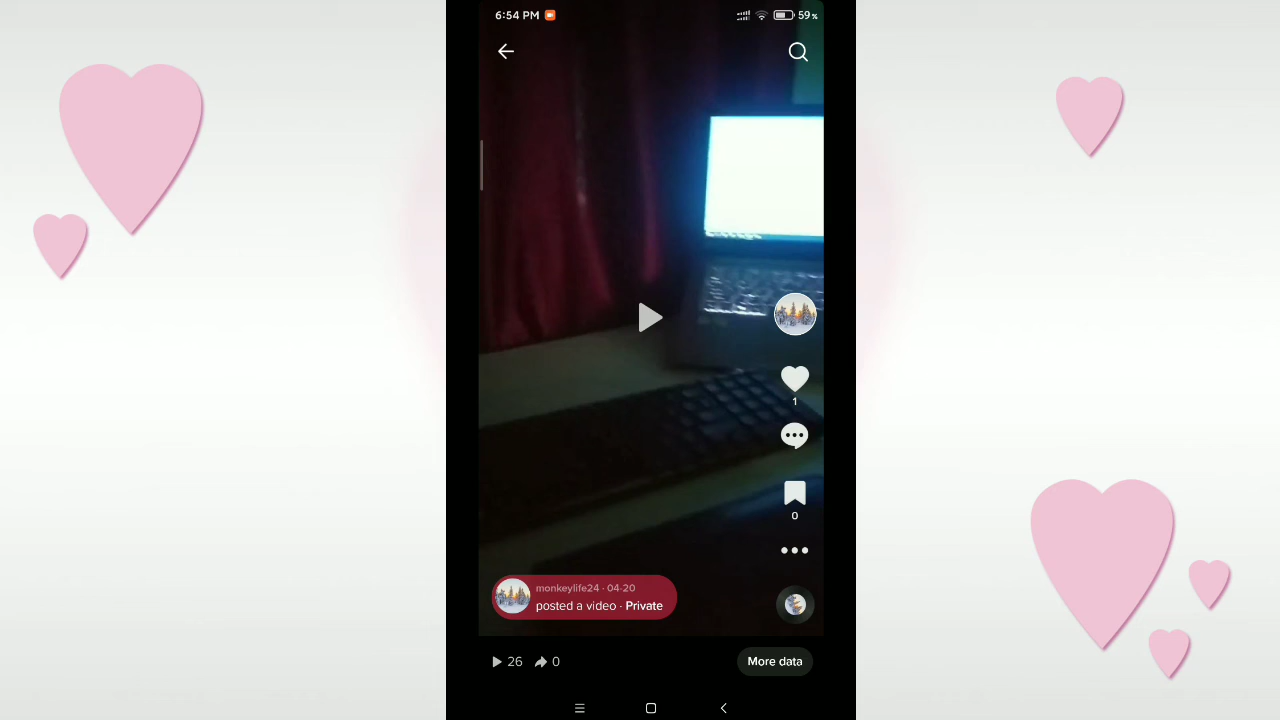 6:54 PM 59%
1
0
monkeylife24 · 04-20
posted a video · Private
26 0 More data